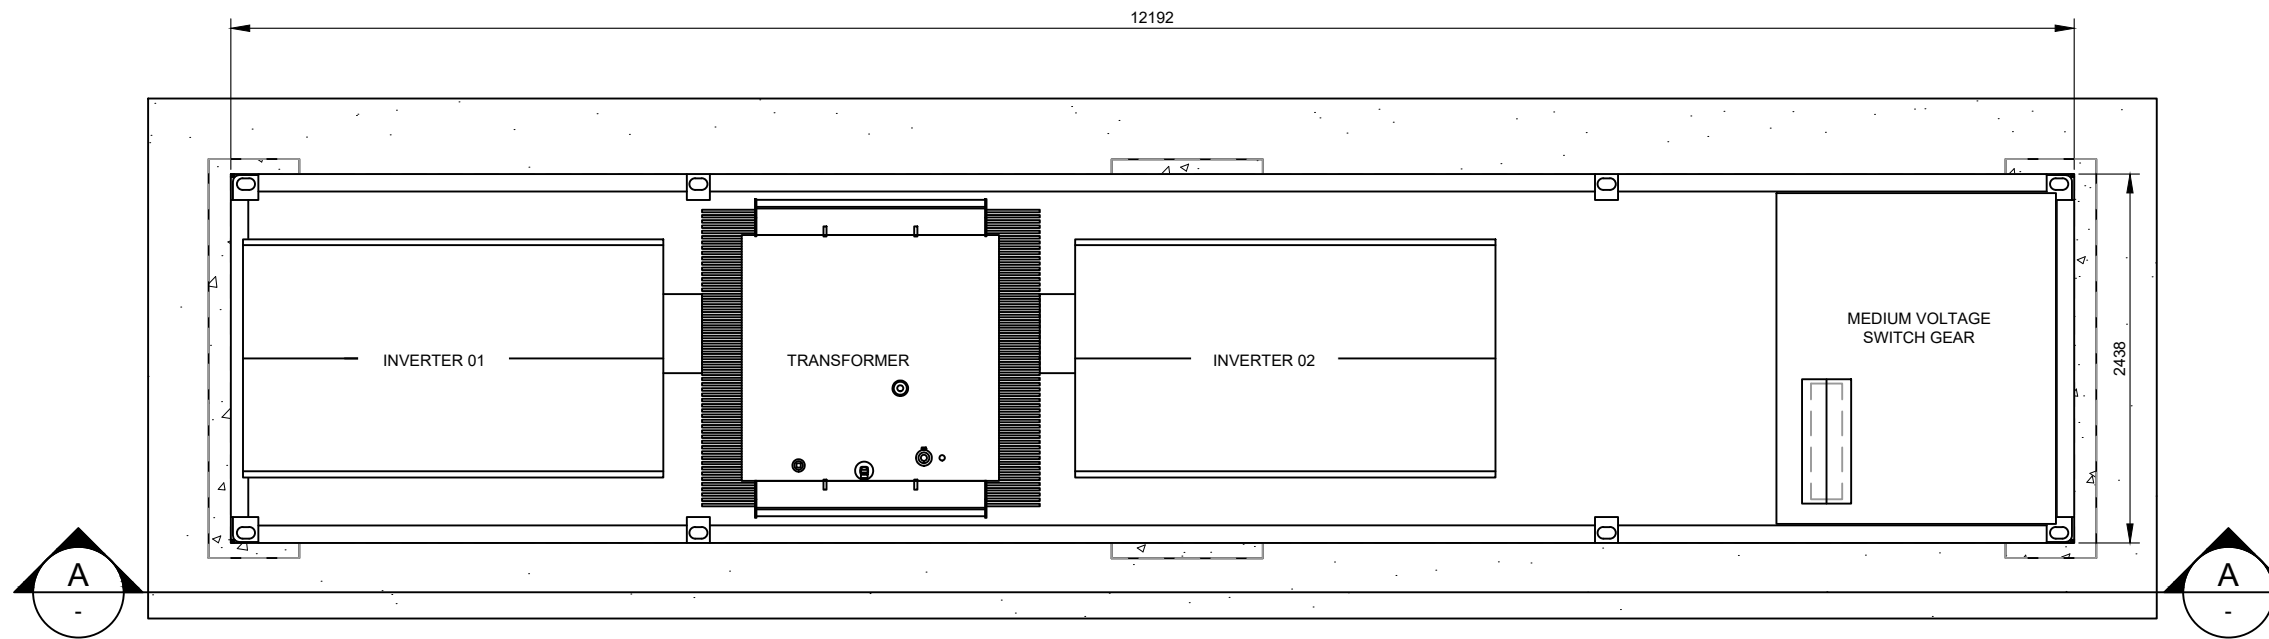 12192
INVERTER 01
TRANSFORMER
INVERTER 02
MEDIUM VOLTAGE
SWITCH GEAR
2438
A
-
A
-